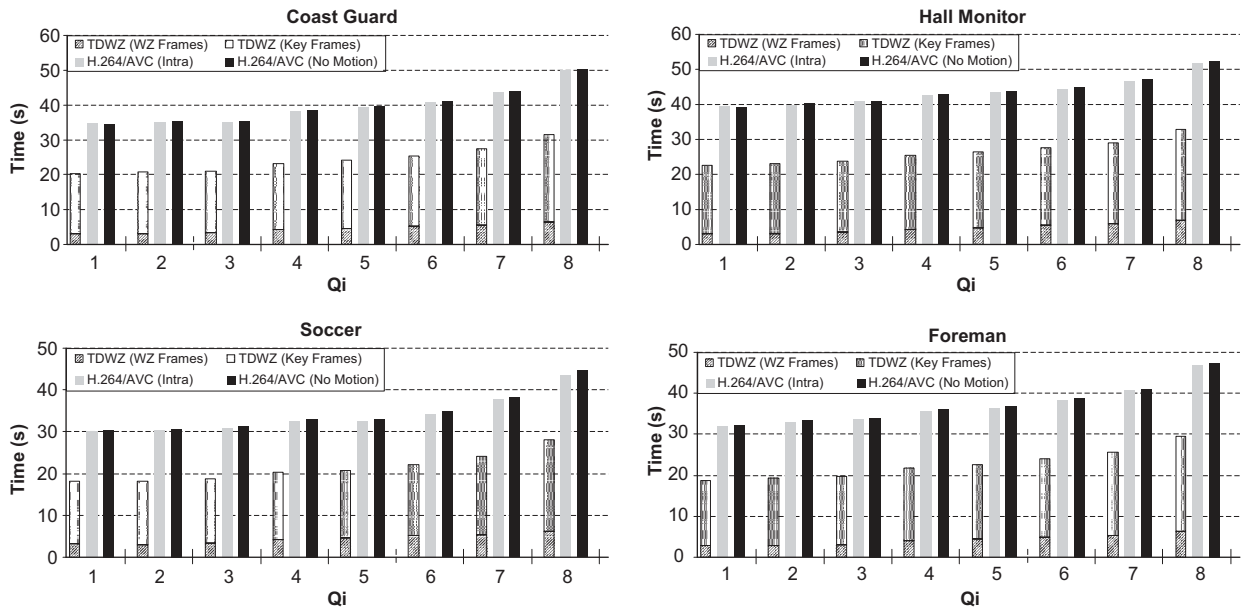 Coast Guard
60
50
40
30
20
10
0
Time (s)
TDWZ (WZ Frames)
TDWZ (Key Frames)
H.264/AVC (Intra)
H.264/AVC (No Motion)
1 2 3 4 5 6 7 8
Qi
Hall Monitor
60
50
40
30
20
10
0
Time (s)
TDWZ (WZ Frames)
TDWZ (Key Frames)
H.264/AVC (Intra)
H.264/AVC (No Motion)
1 2 3 4 5 6 7 8
Qi
Soccer
50
40
30
20
10
0
Time (s)
TDWZ (WZ Frames)
TDWZ (Key Frames)
H.264/AVC (Intra)
H.264/AVC (No Motion)
1 2 3 4 5 6 7 8
Qi
Foreman
50
40
30
20
10
0
Time (s)
TDWZ (WZ Frames)
TDWZ (Key Frames)
H.264/AVC (Intra)
H.264/AVC (No Motion)
1 2 3 4 5 6 7 8
Qi